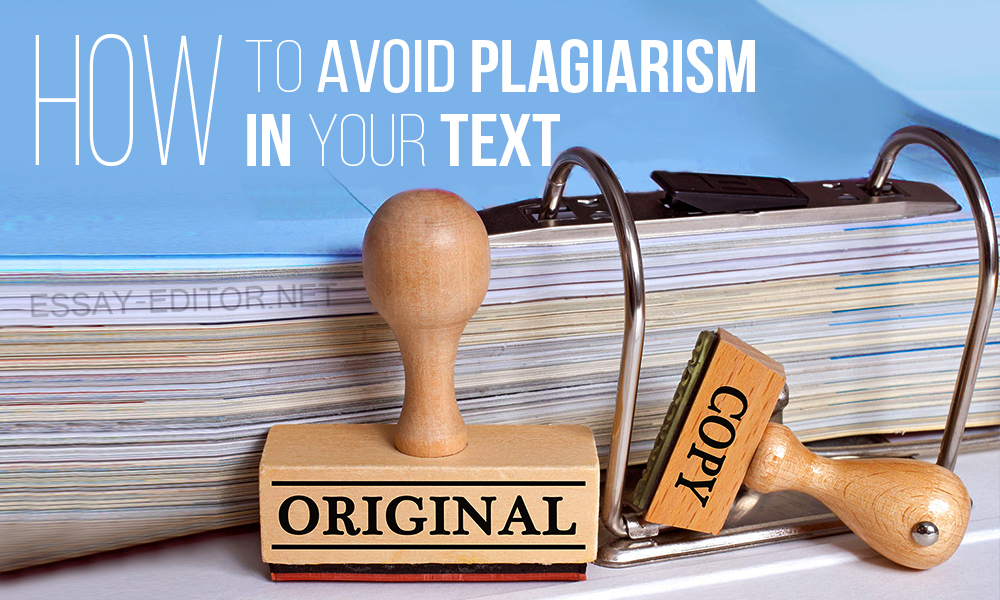 HOW TO AVOID PLAGIARISM
IN YOUR TEXT
ESSAY-EDITOR.NET
ORIGINAL
COPY